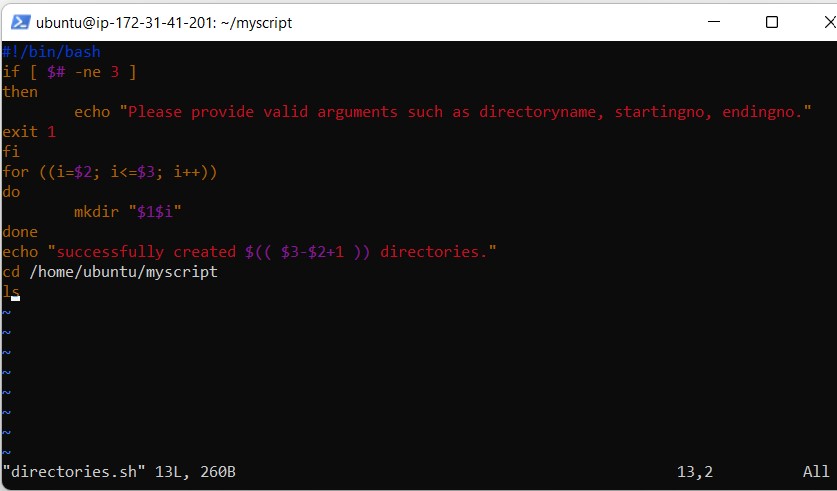 ubuntu@ip-172-31-41-201: ~/myscript
#!/bin/bash
if [ $# -ne 3 ]
then
        echo "Please provide valid arguments such as directoryname, startingno, endingno."
exit 1
fi
for ((i=$2; i<=$3; i++))
do
        mkdir "$1$i"
done
echo "successfully created $(( $3-$2+1 )) directories."
cd /home/ubuntu/myscript
ls
~
~
~
~
~
~
~
~
"directories.sh" 13L, 260B 13,2 All